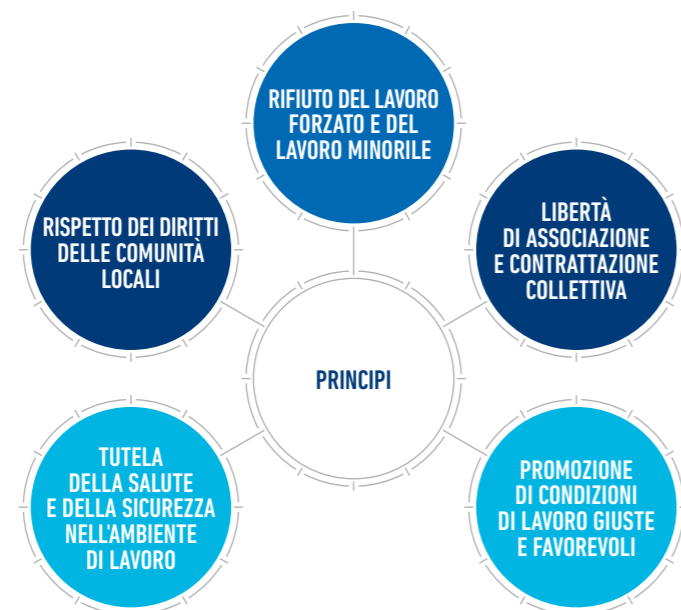 RIFIUTO DEL LAVORO
FORZATO E DEL
LAVORO MINORILE
RISPETTO DEI DIRITTI
DELLE COMUNITÀ
LOCALI
LIBERTÀ
DI ASSOCIAZIONE
E CONTRATTAZIONE
COLLETTIVA
PRINCIPI
TUTELA
DELLA SALUTE
E DELLA SICUREZZA
NELL'AMBIENTE
DI LAVORO
PROMOZIONE
DI CONDIZIONI
DI LAVORO GIUSTE
E FAVOREVOLI